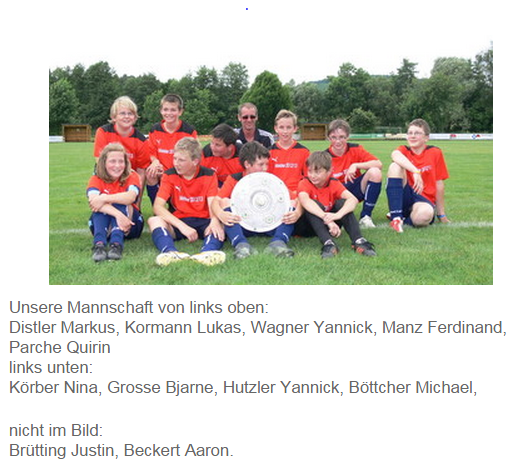 Unsere Mannschaft von links oben:
Distler Markus, Kormann Lukas, Wagner Yannick, Manz Ferdinand,
Parche Quirin
links unten:
Körber Nina, Grosse Bjarne, Hutzler Yannick, Böttcher Michael,
nicht im Bild:
Brütting Justin, Beckert Aaron.